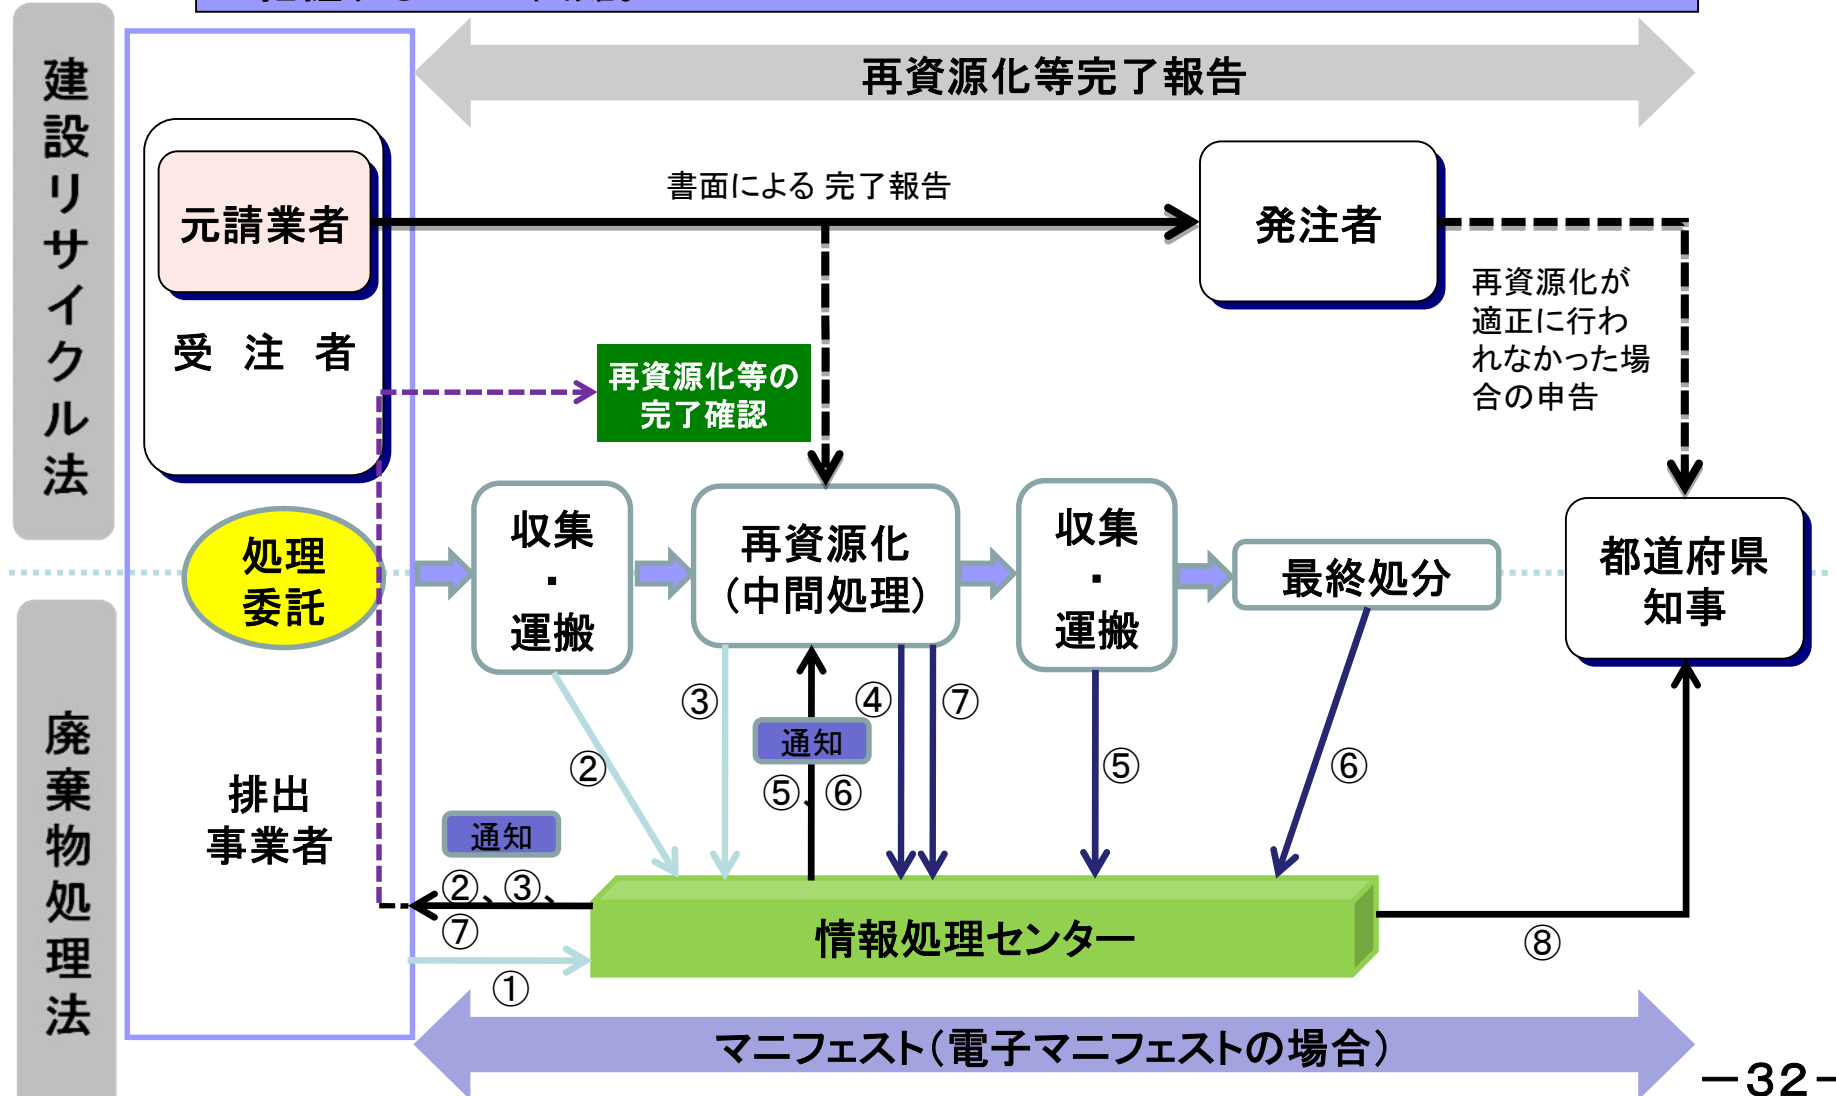 建設リサイクル法
再資源化等完了報告
元請業者
受注者
書面による 完了報告
発注者
再資源化が
適正に行わ
れなかった場
合の申告
再資源化等の
完了確認
処理
委託
収集
・
運搬
再資源化
（中間処理）
収集
・
運搬
最終処分
都道府県
知事
廃棄物処理法
排出
事業者
③
④
⑦
通知
②
⑤、⑥
⑤
⑥
通知
②、③、
⑦
①
情報処理センター
⑧
マニフェスト（電子マニフェストの場合）
－32－